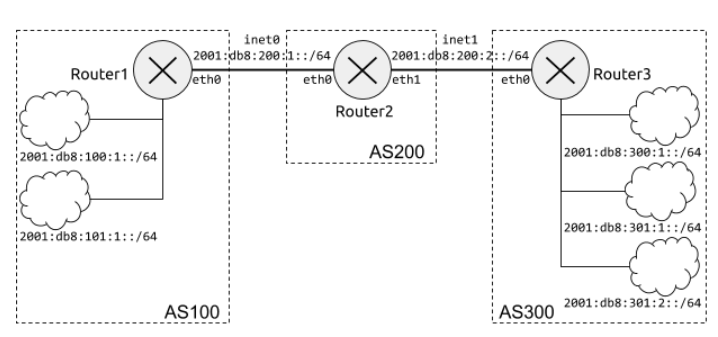 inet0
inet1
2001:db8:200:1::/64
2001:db8:200:2::/64
Router1
eth0
eth0
eth1
eth0
Router3
Router2
AS200
2001:db8:100:1::/64
2001:db8:300:1::/64
2001:db8:101:1::/64
2001:db8:301:1::/64
2001:db8:301:2::/64
AS100
AS300